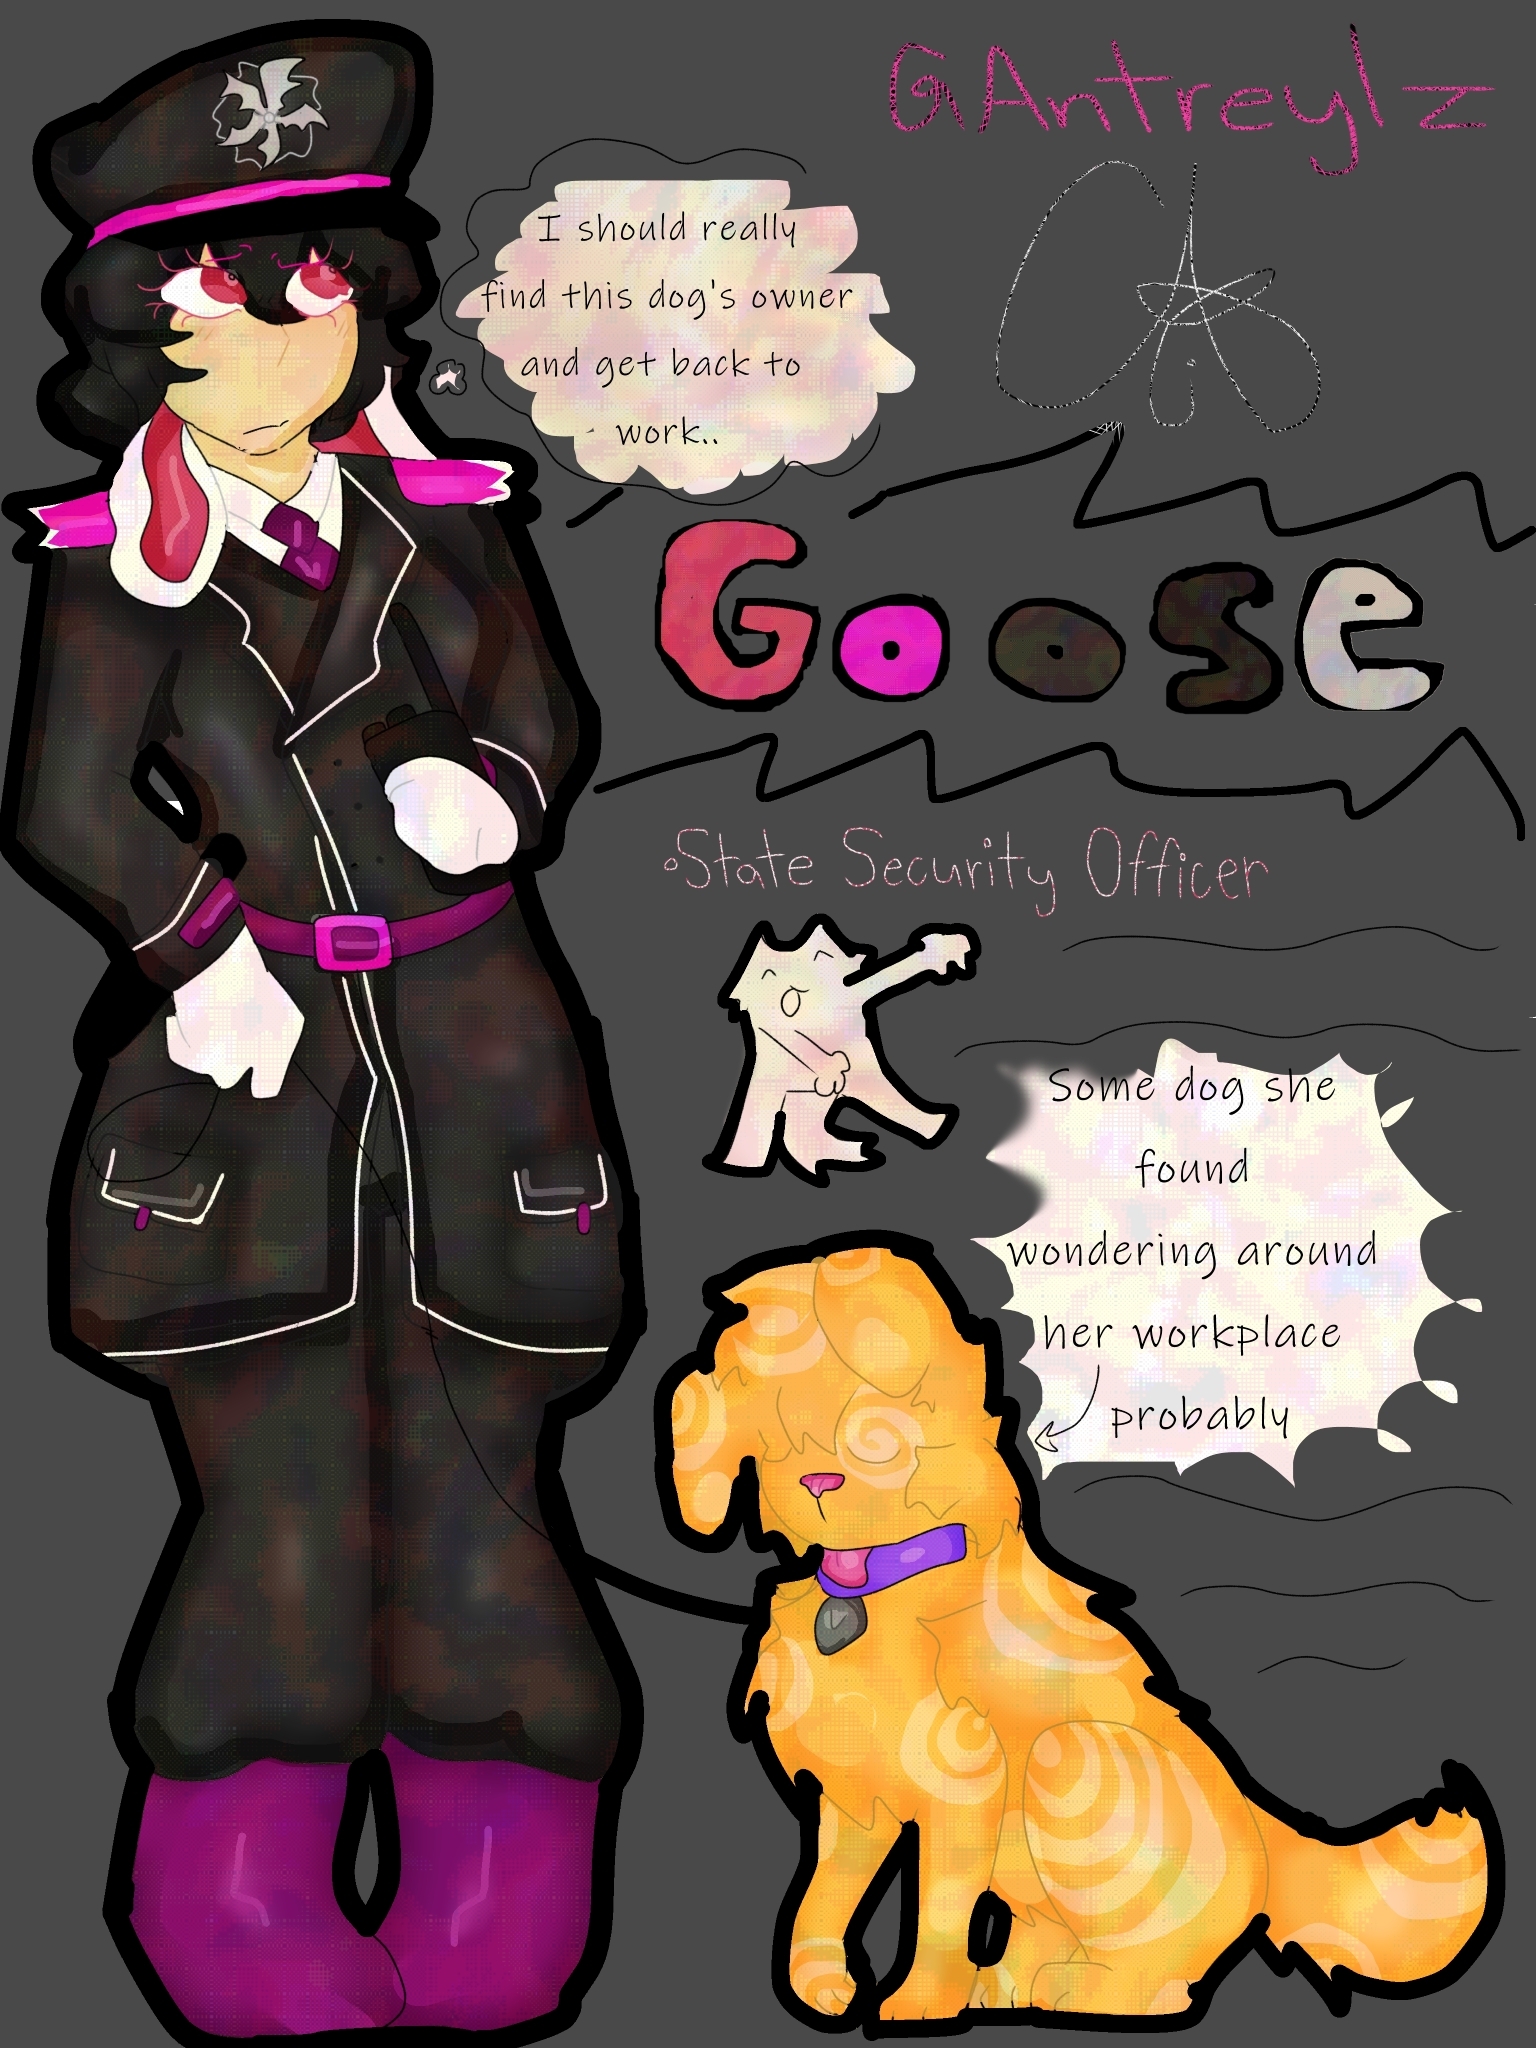 GAntreylz
I should really
find this dog's owner
and get back to
work..
Goose
State Security Officer
Some dog she
found
wondering around
her workplace
probably